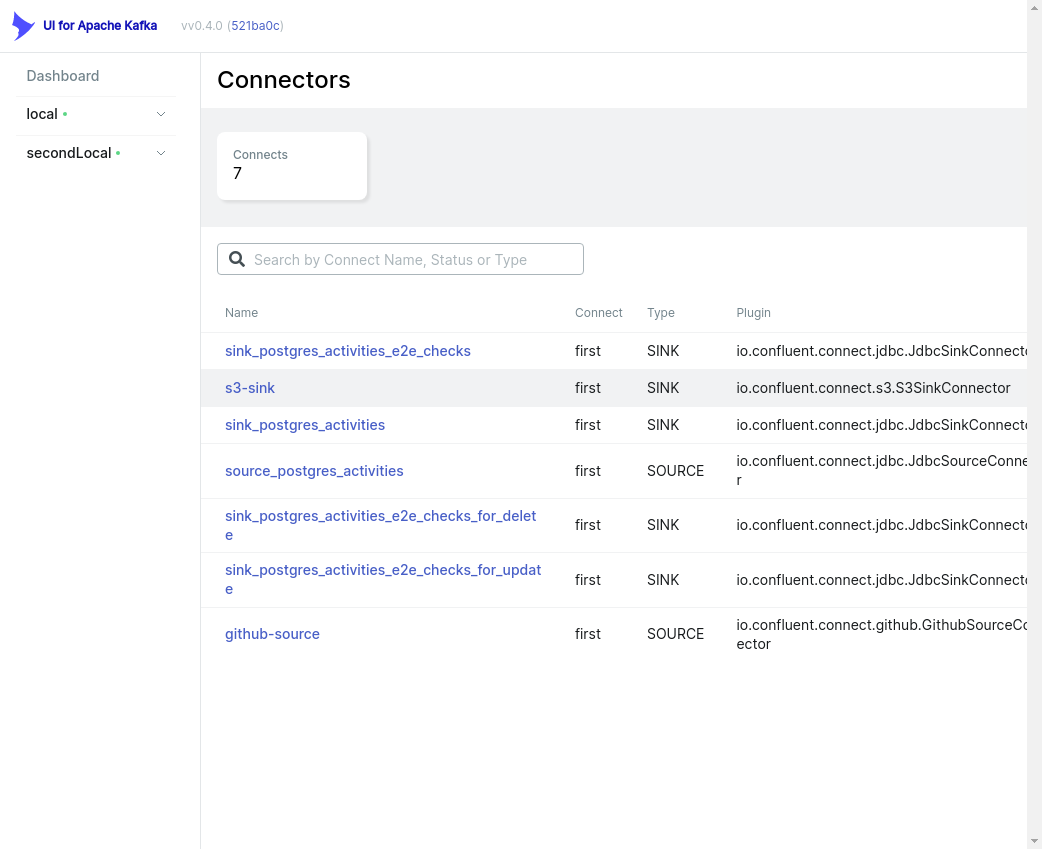 UI for Apache Kafka
vv0.4.0 (521ba0c)
Dashboard
local
secondLocal
Connectors
Connects
7
Search by Connect Name, Status or Type
Name Connect Type Plugin
sink_postgres_activities_e2e_checks first SINK io.confluent.connect.jdbc.JdbcSinkConnecto
s3-sink first SINK io.confluent.connect.s3.S3SinkConnector
sink_postgres_activities first SINK io.confluent.connect.jdbc.JdbcSinkConnecto
source_postgres_activities first SOURCE io.confluent.connect.jdbc.JdbcSourceConne
r
sink_postgres_activities_e2e_checks_for_delet
e first SINK io.confluent.connect.jdbc.JdbcSinkConnecto
sink_postgres_activities_e2e_checks_for_updat
e first SINK io.confluent.connect.jdbc.JdbcSinkConnecto
github-source first SOURCE io.confluent.connect.github.GithubSourceCo
ector